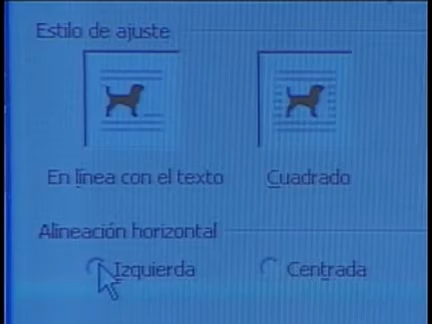 Estilo de ajuste
En línea con el texto Cuadrado
Alineación horizontal
Izquierda Centrada